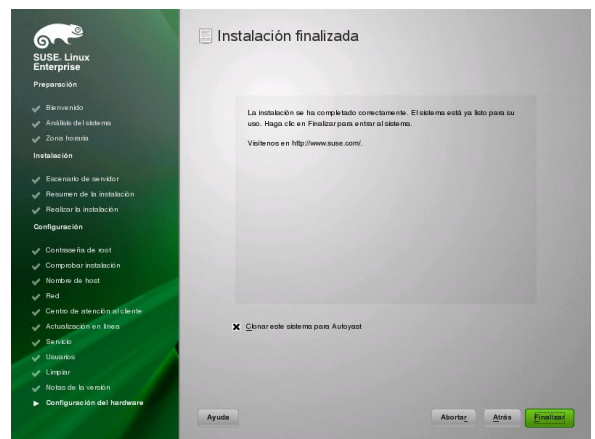 SUSE. Linux
Enterprise
Preparación
Bienvenido
Análisis del sistema
Zona horaria
Instalación
Escenario de servidor
Resumen de la instalación
Realizar la instalación
Configuración
Contraseña de root
Comprobar instalación
Nombre de host
Red
Centro de atención al cliente
Actualización en línea
Servicio
Usuarios
Limpiar
Notas de la versión
Configuración del hardware
Instalación finalizada
La instalación se ha completado correctamente. El sistema está ya listo para su
uso. Haga clic en Finalizar para entrar al sistema.
Visítenos en http://www.suse.com/.
Clonar este sistema para Autoyast
Ayuda
Abortar
Atrás
Finalizar